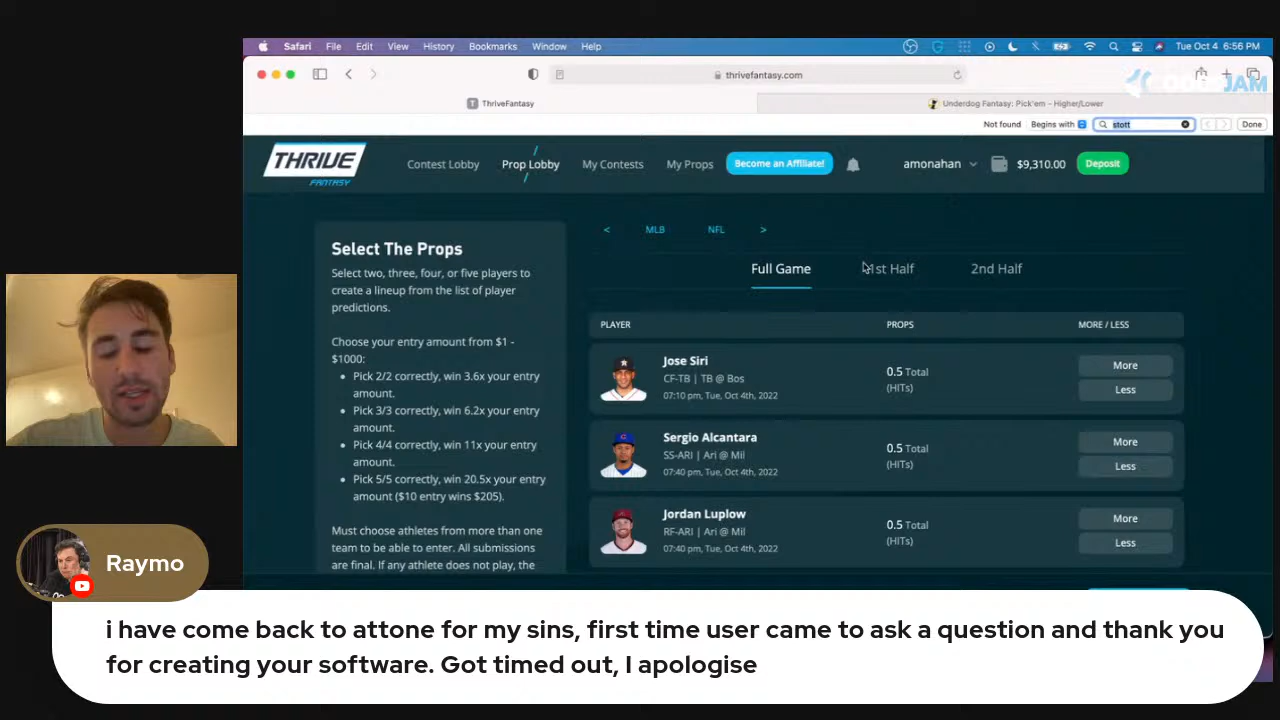 Safari File Edit View History Bookmarks Window Help Tue Oct 4 6:56 PM
thrivefantasy.com
ThriveFantasy Underdog Fantasy: Pick'em – Higher/Lower
Not found Begins with stott Done
THRIVE FANTASY Contest Lobby Prop Lobby My Contests My Props Become an Affiliate! amonahan $9,310.00 Deposit
< MLB NFL >
Full Game 1st Half 2nd Half
Select The Props
Select two, three, four, or five players to
create a lineup from the list of player
predictions.
Choose your entry amount from $1 -
$1000:
• Pick 2/2 correctly, win 3.6x your entry
amount.
• Pick 3/3 correctly, win 6.2x your entry
amount.
• Pick 4/4 correctly, win 11x your entry
amount.
• Pick 5/5 correctly, win 20.5x your entry
amount ($10 entry wins $205).
Must choose athletes from more than one
team to be able to enter. All submissions
are final. If any athlete does not play, the
PLAYER PROPS MORE / LESS
Jose Siri
CF-TB | TB @ Bos
07:10 pm, Tue, Oct 4th, 2022
0.5 Total
(HITs)
More
Less
Sergio Alcantara
SS-ARI | Ari @ Mil
07:40 pm, Tue, Oct 4th, 2022
0.5 Total
(HITs)
More
Less
Jordan Luplow
RF-ARI | Ari @ Mil
07:40 pm, Tue, Oct 4th, 2022
0.5 Total
(HITs)
More
Less
Raymo
i have come back to attone for my sins, first time user came to ask a question and thank you
for creating your software. Got timed out, I apologise